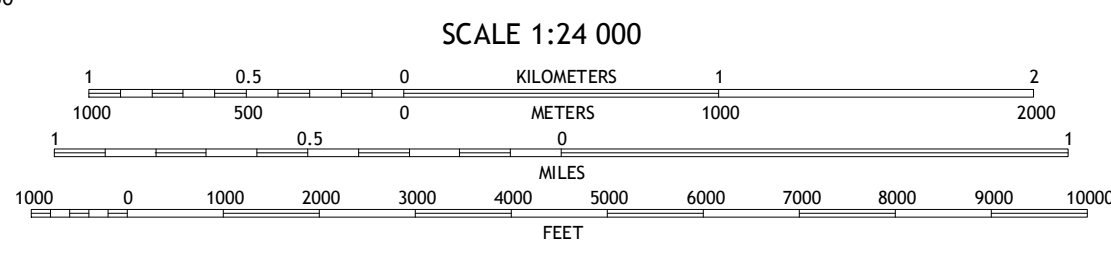 SCALE 1:24 000
1 0.5 0 KILOMETERS 1 2
1000 500 0 METERS 1000 2000
1 0.5 0 1
MILES
1000 0 1000 2000 3000 4000 5000 6000 7000 8000 9000 10000
FEET